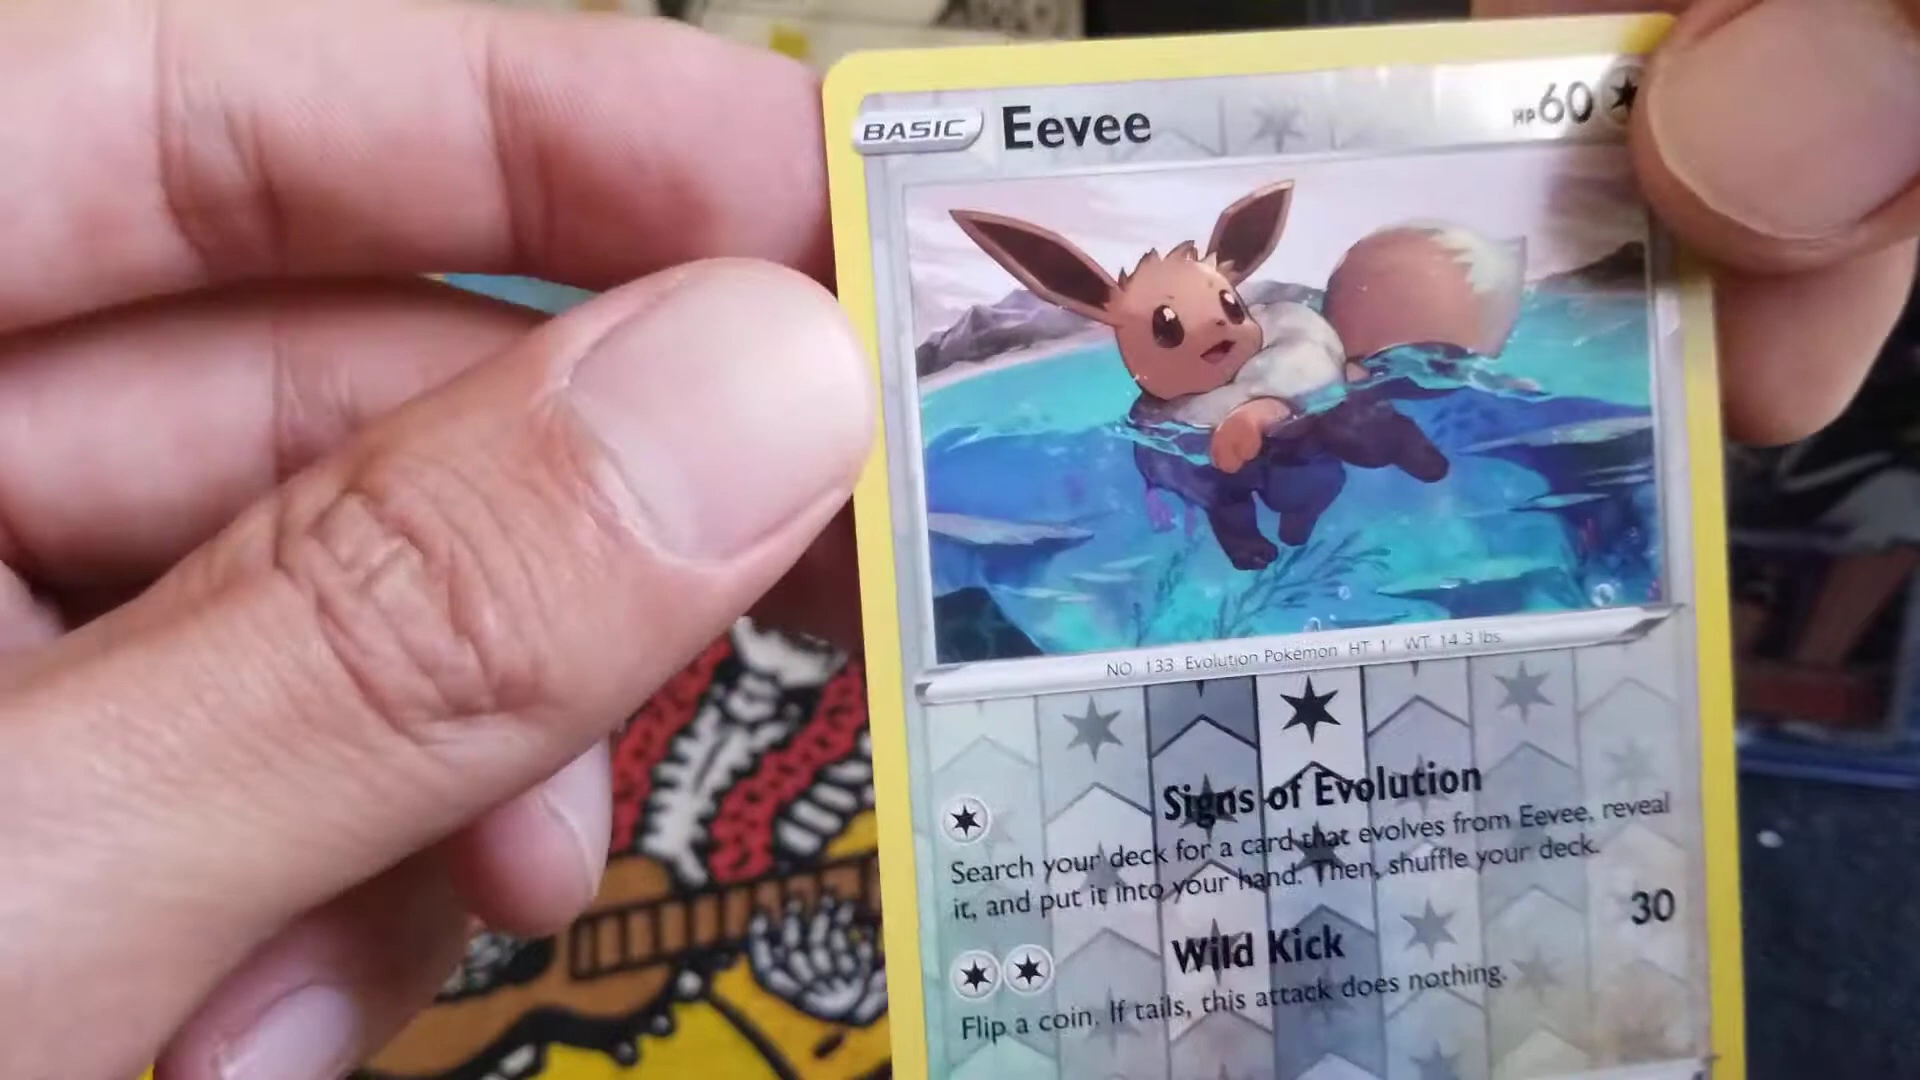 BASIC Eevee HP 60
NO. 133 Evolution Pokémon HT 1' WT 14.3 lbs.
Signs of Evolution
Search your deck for a card that evolves from Eevee, reveal
it, and put it into your hand. Then, shuffle your deck.
Wild Kick 30
Flip a coin. If tails, this attack does nothing.